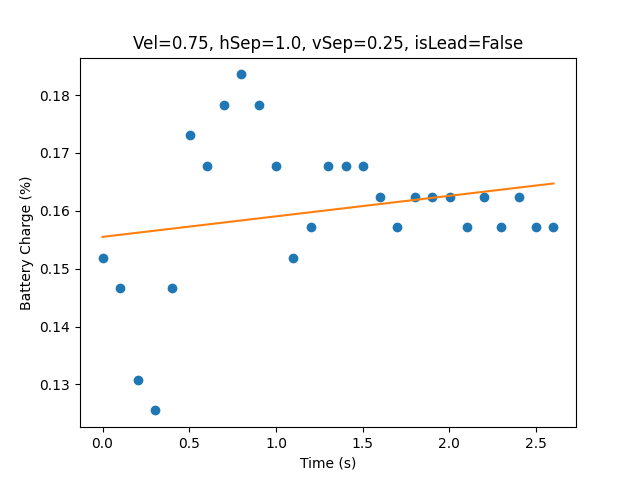 Vel=0.75, hSep=1.0, vSep=0.25, isLead=False
Battery Charge (%)
0.18
0.17
0.16
0.15
0.14
0.13
0.0 0.5 1.0 1.5 2.0 2.5
Time (s)